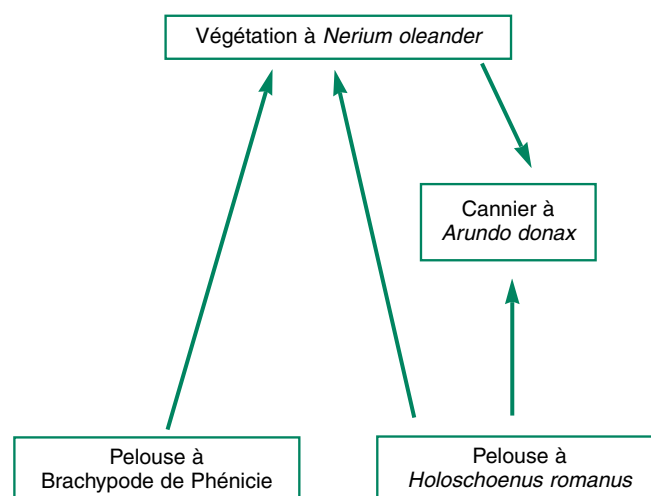 Végétation à Nerium oleander
Cannier à
Arundo donax
Pelouse à
Brachypode de Phénicie
Pelouse à
Holoschoenus romanus